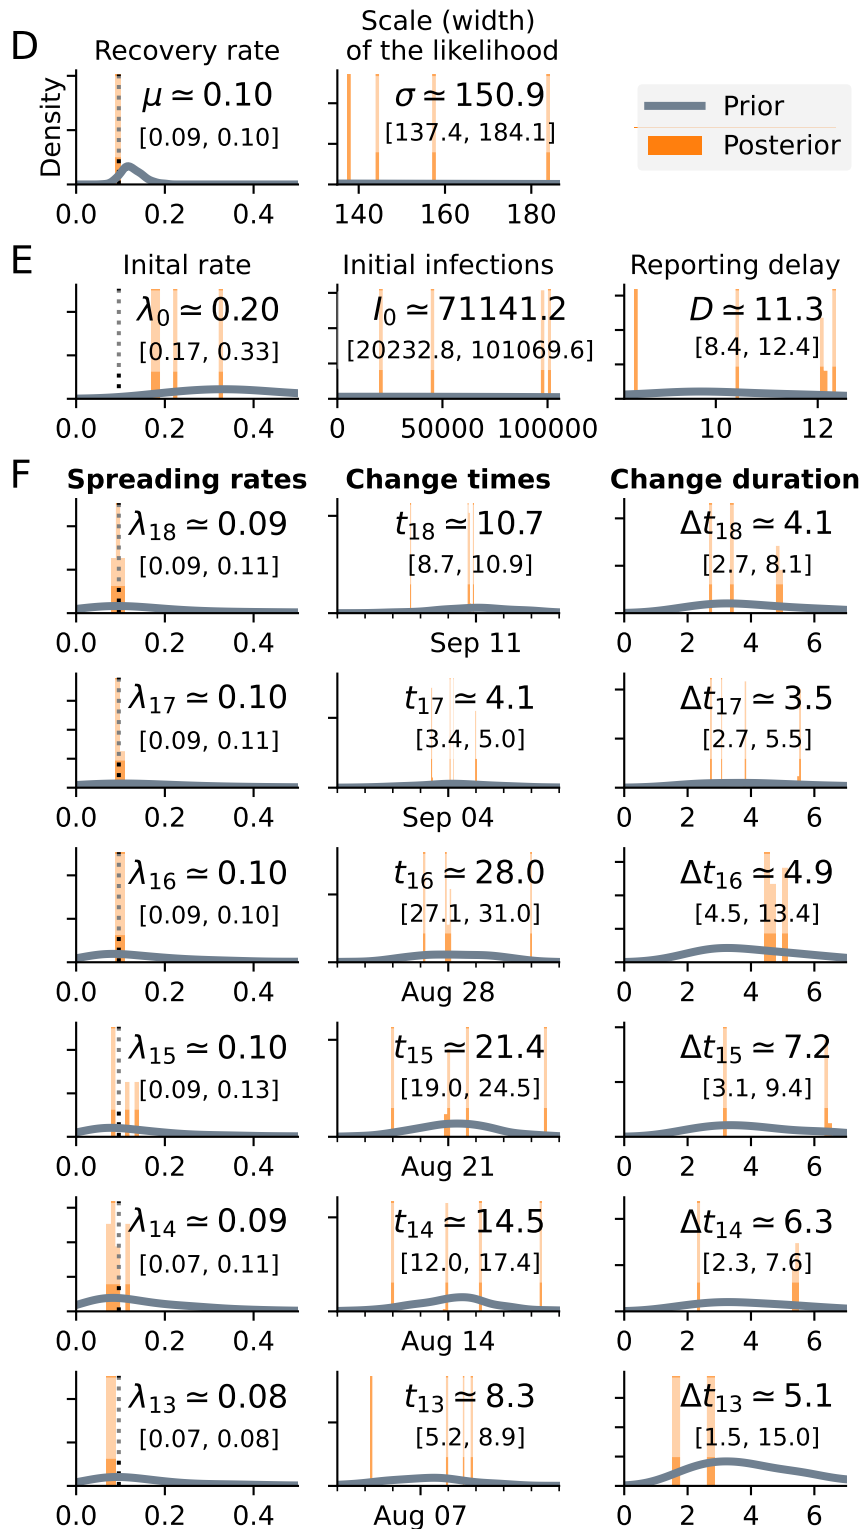 D
Recovery rate
Scale (width)
of the likelihood
Density
μ ≃ 0.10
[0.09, 0.10]
0.0 0.2 0.4
σ ≃ 150.9
[137.4, 184.1]
140 160 180
Prior
Posterior
E
Inital rate
Initial infections
Reporting delay
λ0 ≃ 0.20
[0.17, 0.33]
0.0 0.2 0.4
I0 ≃ 71141.2
[20232.8, 101069.6]
0 50000 100000
D ≃ 11.3
[8.4, 12.4]
10 12
F
Spreading rates
Change times
Change duration
λ18 ≃ 0.09
[0.09, 0.11]
0.0 0.2 0.4
t18 ≃ 10.7
[8.7, 10.9]
Sep 11
Δt18 ≃ 4.1
[2.7, 8.1]
0 2 4 6
λ17 ≃ 0.10
[0.09, 0.11]
0.0 0.2 0.4
t17 ≃ 4.1
[3.4, 5.0]
Sep 04
Δt17 ≃ 3.5
[2.7, 5.5]
0 2 4 6
λ16 ≃ 0.10
[0.09, 0.10]
0.0 0.2 0.4
t16 ≃ 28.0
[27.1, 31.0]
Aug 28
Δt16 ≃ 4.9
[4.5, 13.4]
0 2 4 6
λ15 ≃ 0.10
[0.09, 0.13]
0.0 0.2 0.4
t15 ≃ 21.4
[19.0, 24.5]
Aug 21
Δt15 ≃ 7.2
[3.1, 9.4]
0 2 4 6
λ14 ≃ 0.09
[0.07, 0.11]
0.0 0.2 0.4
t14 ≃ 14.5
[12.0, 17.4]
Aug 14
Δt14 ≃ 6.3
[2.3, 7.6]
0 2 4 6
λ13 ≃ 0.08
[0.07, 0.08]
0.0 0.2 0.4
t13 ≃ 8.3
[5.2, 8.9]
Aug 07
Δt13 ≃ 5.1
[1.5, 15.0]
0 2 4 6